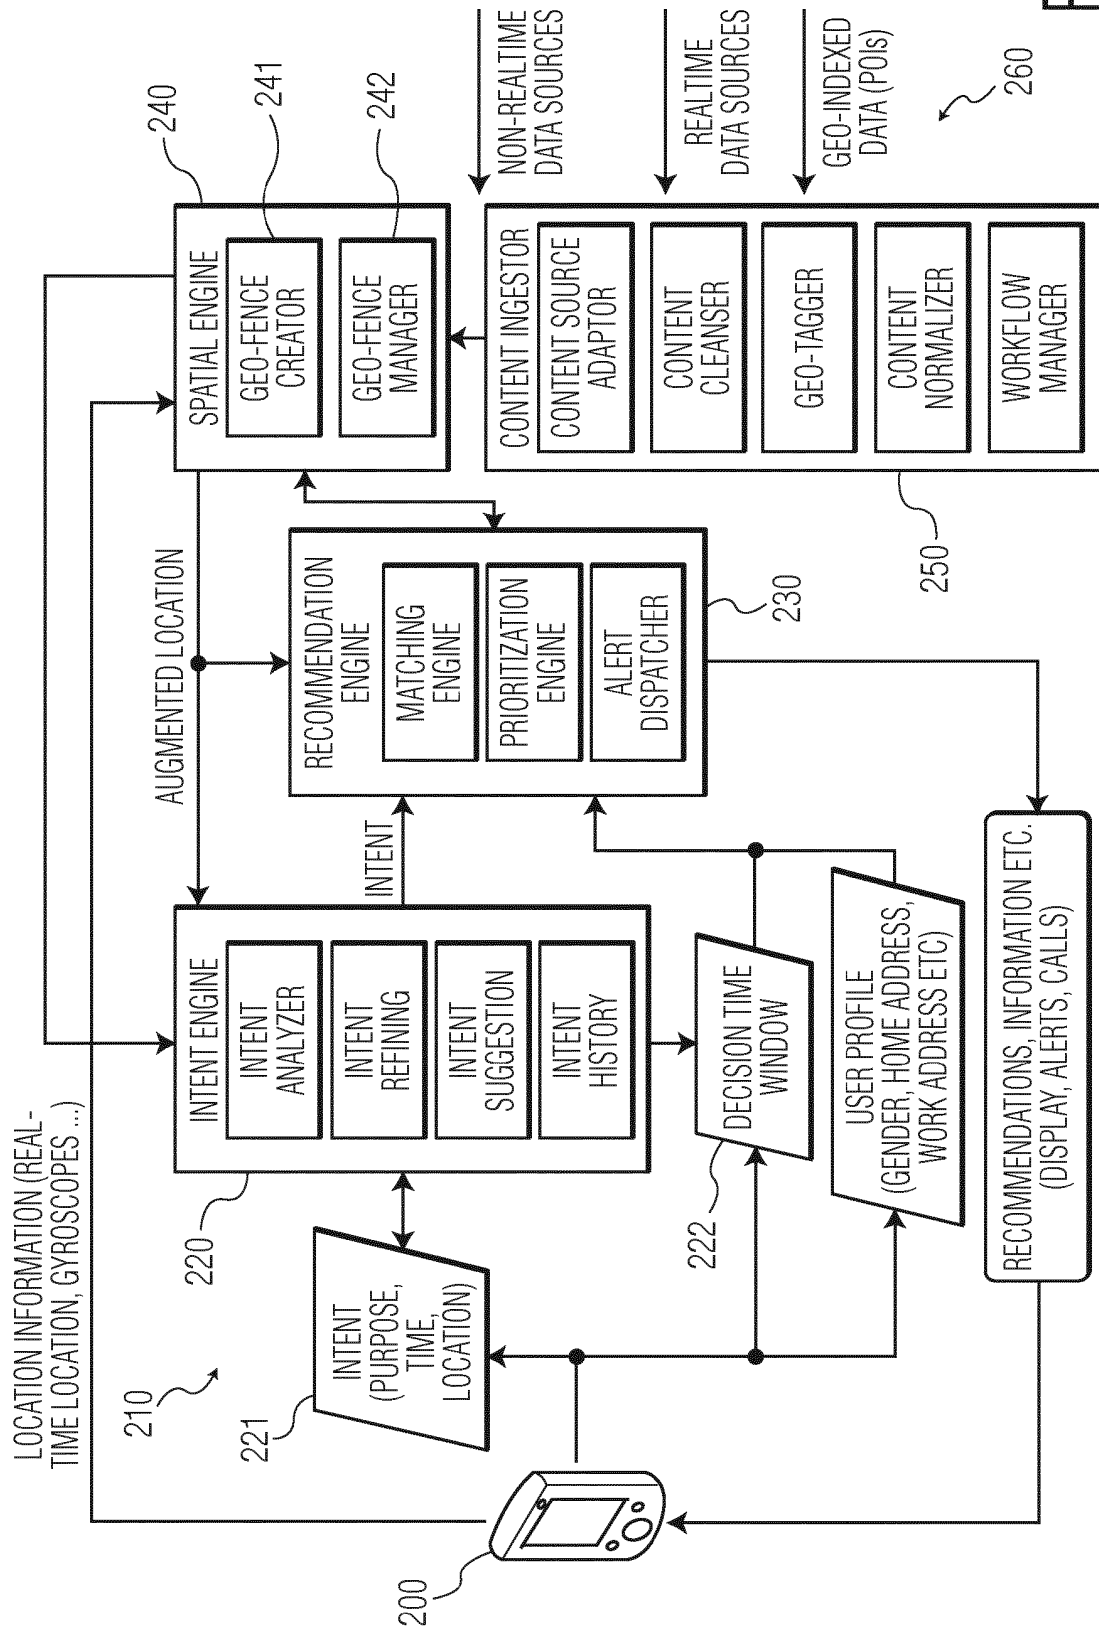 LOCATION INFORMATION (REAL-
TIME LOCATION, GYROSCOPES ...)
210
200
221
INTENT
(PURPOSE,
TIME,
LOCATION)
220
INTENT ENGINE
INTENT
ANALYZER
INTENT
REFINING
INTENT
SUGGESTION
INTENT
HISTORY
222
DECISION TIME
WINDOW
USER PROFILE
(GENDER, HOME ADDRESS,
WORK ADDRESS ETC)
RECOMMENDATIONS, INFORMATION ETC.
(DISPLAY, ALERTS, CALLS)
AUGMENTED LOCATION
INTENT
RECOMMENDATION
ENGINE
MATCHING
ENGINE
PRIORITIZATION
ENGINE
ALERT
DISPATCHER
230
240
241
242
SPATIAL ENGINE
GEO-FENCE
CREATOR
GEO-FENCE
MANAGER
CONTENT INGESTOR
CONTENT SOURCE
ADAPTOR
CONTENT
CLEANSER
GEO-TAGGER
CONTENT
NORMALIZER
WORKFLOW
MANAGER
250
NON-REALTIME
DATA SOURCES
REALTIME
DATA SOURCES
GEO-INDEXED
DATA (POIs)
260